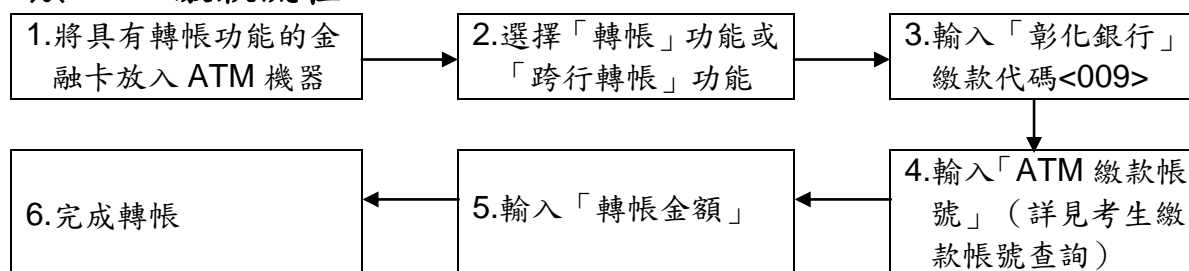 1.將具有轉帳功能的金
融卡放入 ATM 機器
2.選擇「轉帳」功能或
「跨行轉帳」功能
3.輸入「彰化銀行」
繳款代碼<009>
4.輸入「ATM 繳款帳
號」（詳見考生繳
款帳號查詢）
5.輸入「轉帳金額」
6.完成轉帳